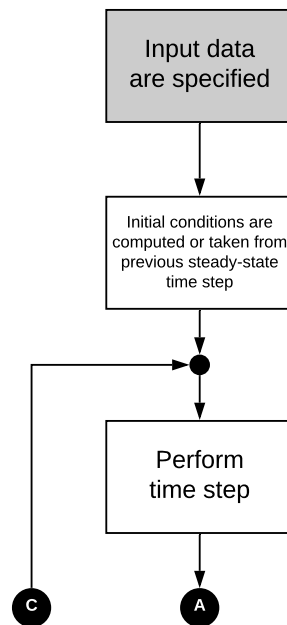 Input data
are specified
Initial conditions are
computed or taken from
previous steady-state
time step
Perform
time step
C
A